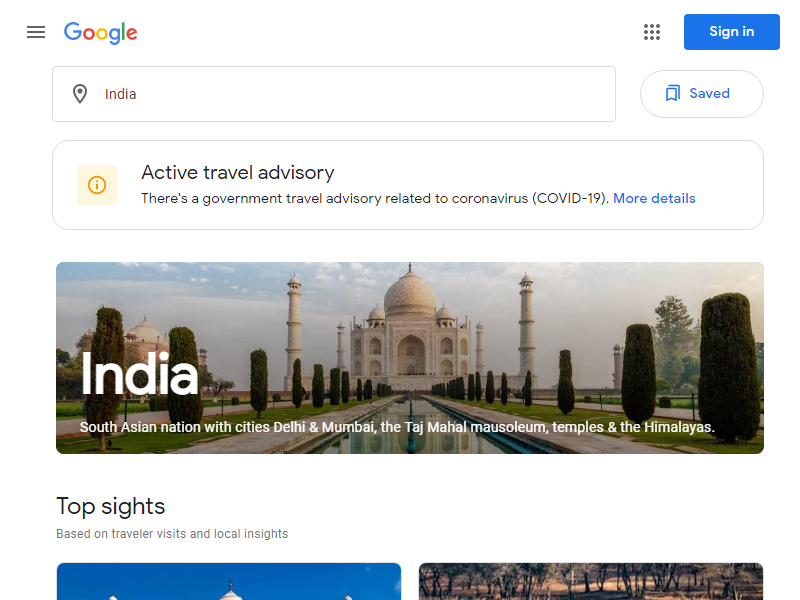 Google
Sign in
India
Saved
Active travel advisory
There's a government travel advisory related to coronavirus (COVID-19). More details
India
South Asian nation with cities Delhi & Mumbai, the Taj Mahal mausoleum, temples & the Himalayas.
Top sights
Based on traveler visits and local insights